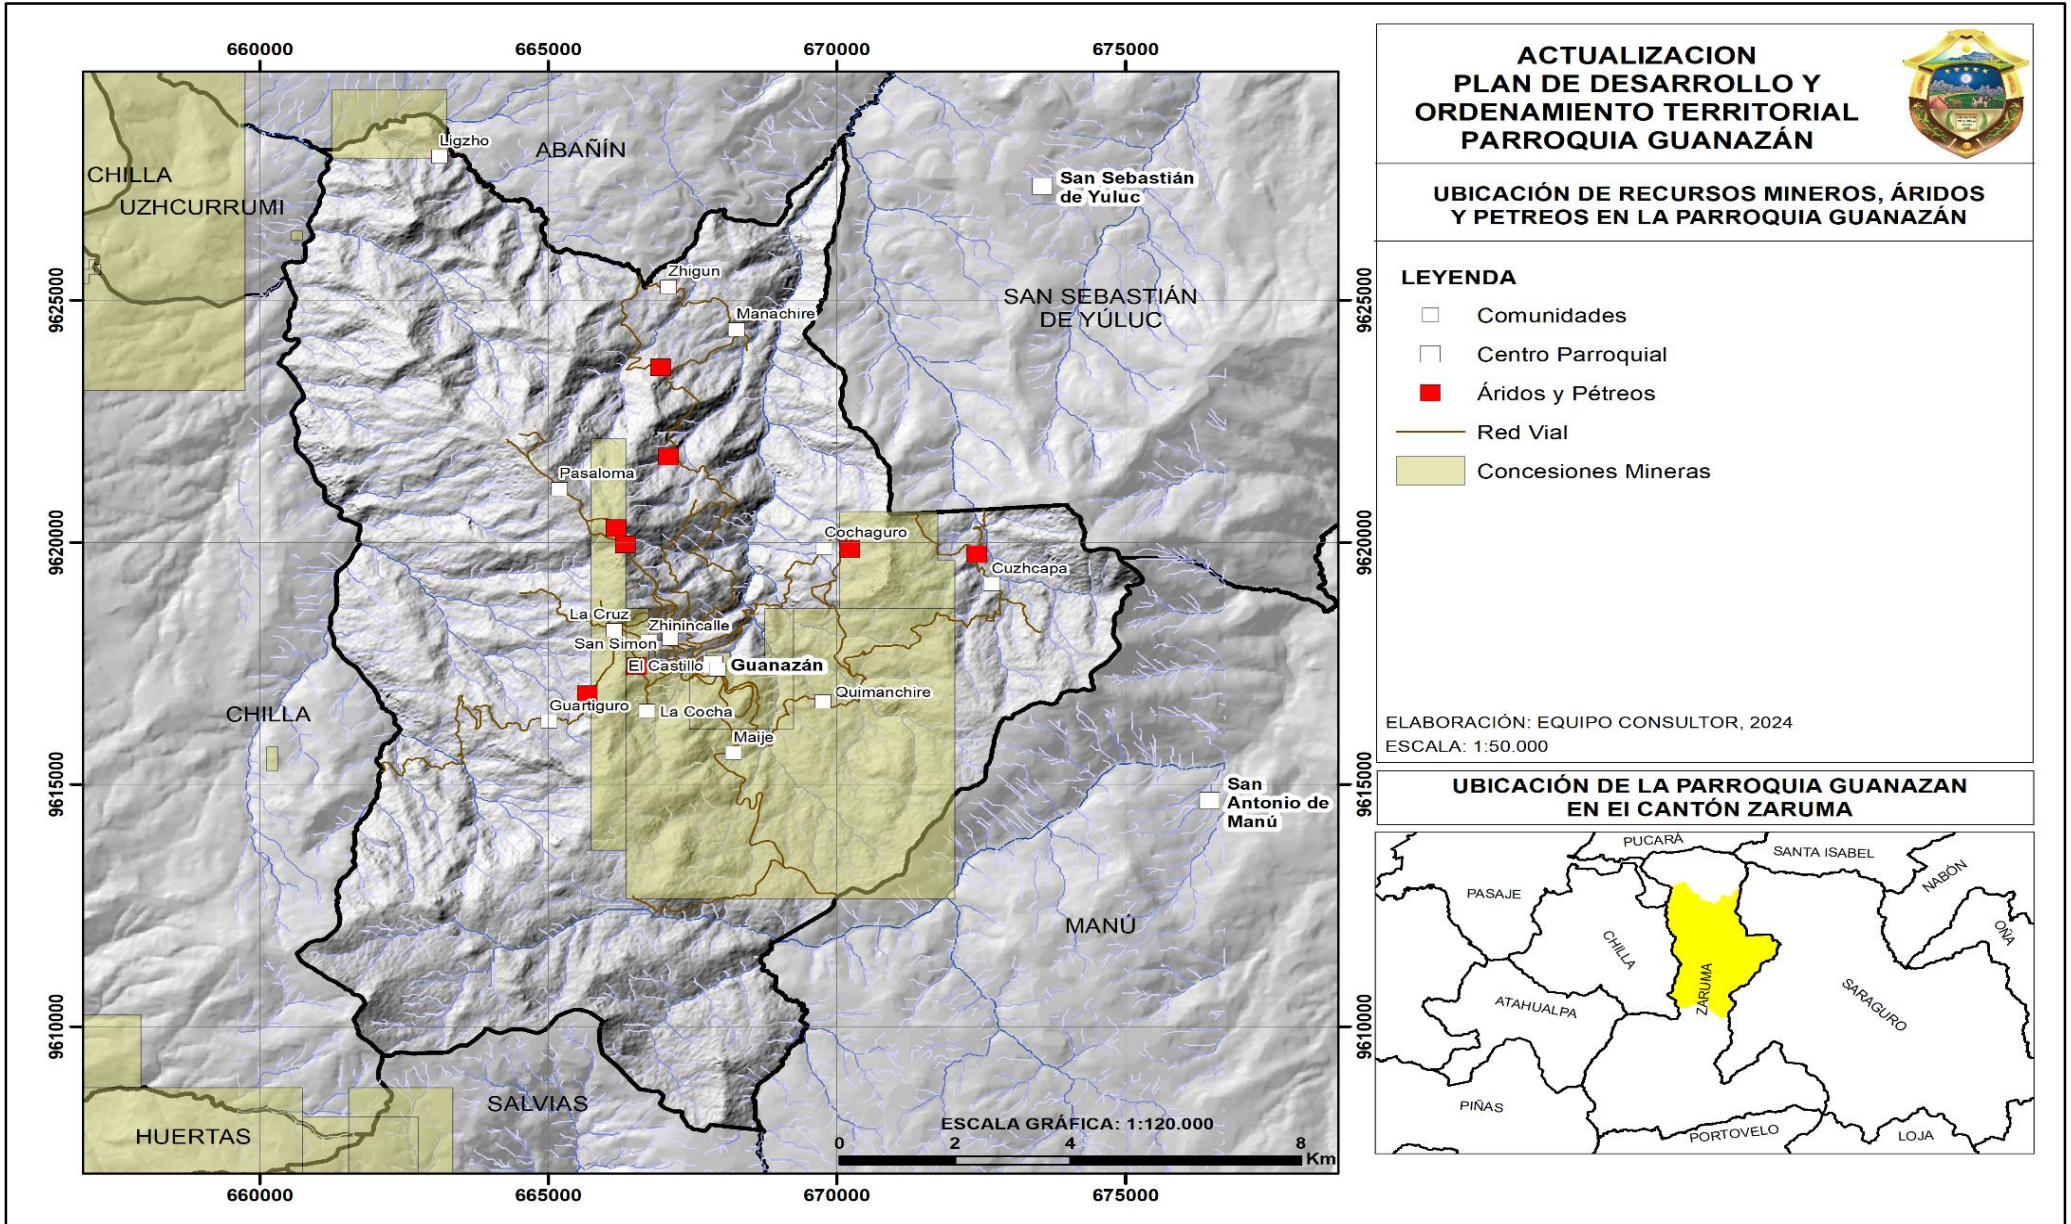 660000
665000
670000
675000
9625000
9620000
9615000
9610000
CHILLA
UZHCURRUMI
Lígzho
ABAÑÍN
San Sebastián
de Yuluc
Zhigun
Manachire
SAN SEBASTIÁN
DE YÚLUC
Pasaloma
Cochaguro
Cuzhcapa
La Cruz
Zhinincalle
San Simon
El Castillo
Guanazán
Guartiguro
La Cocha
Quimanchire
Maije
CHILLA
San
Antonio de
Manú
MANÚ
SALVIAS
HUERTAS
ESCALA GRÁFICA: 1:120.000
0
2
4
8
Km
660000
665000
670000
675000
9625000
9620000
9615000
9610000
ACTUALIZACION
PLAN DE DESARROLLO Y
ORDENAMIENTO TERRITORIAL
PARROQUIA GUANAZÁN
UBICACIÓN DE RECURSOS MINEROS, ÁRIDOS
Y PETREOS EN LA PARROQUIA GUANAZÁN
LEYENDA
Comunidades
Centro Parroquial
Áridos y Pétreos
Red Vial
Concesiones Mineras
ELABORACIÓN: EQUIPO CONSULTOR, 2024
ESCALA: 1:50.000
UBICACIÓN DE LA PARROQUIA GUANAZAN
EN El CANTÓN ZARUMA
PUCARÁ
SANTA ISABEL
NABÓN
PASAJE
OÑA
CHILLA
ZARUMA
SARAGURO
ATAHUALPA
PIÑAS
PORTOVELO
LOJA